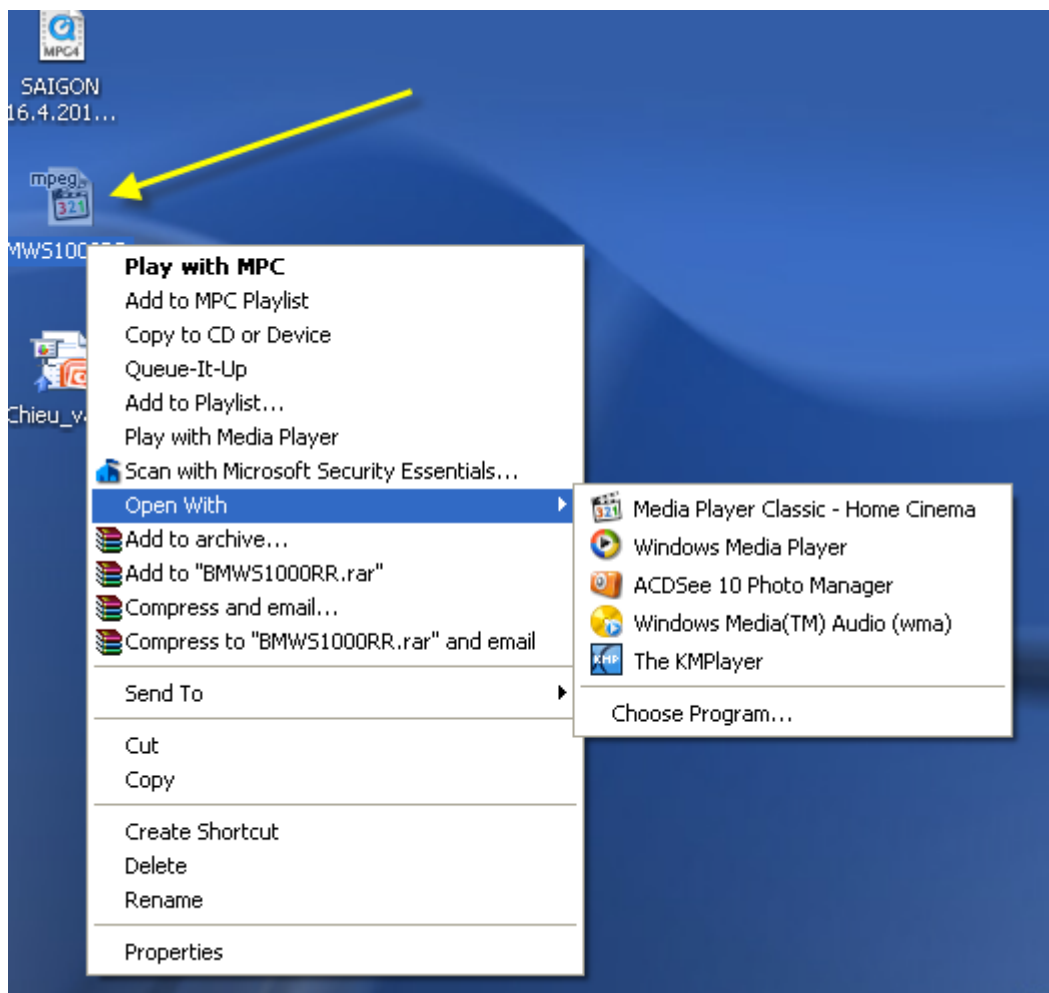 MPG4
SAIGON
16.4.201...
mpeg
321
MWS1000RR
Play with MPC
Add to MPC Playlist
Copy to CD or Device
Queue-It-Up
Add to Playlist...
Play with Media Player
Scan with Microsoft Security Essentials...
Open With
Add to archive...
Add to "BMWS1000RR.rar"
Compress and email...
Compress to "BMWS1000RR.rar" and email
Send To
Cut
Copy
Create Shortcut
Delete
Rename
Properties
321 Media Player Classic - Home Cinema
Windows Media Player
ACDSee 10 Photo Manager
Windows Media(TM) Audio (wma)
KMP The KMPlayer
Choose Program...